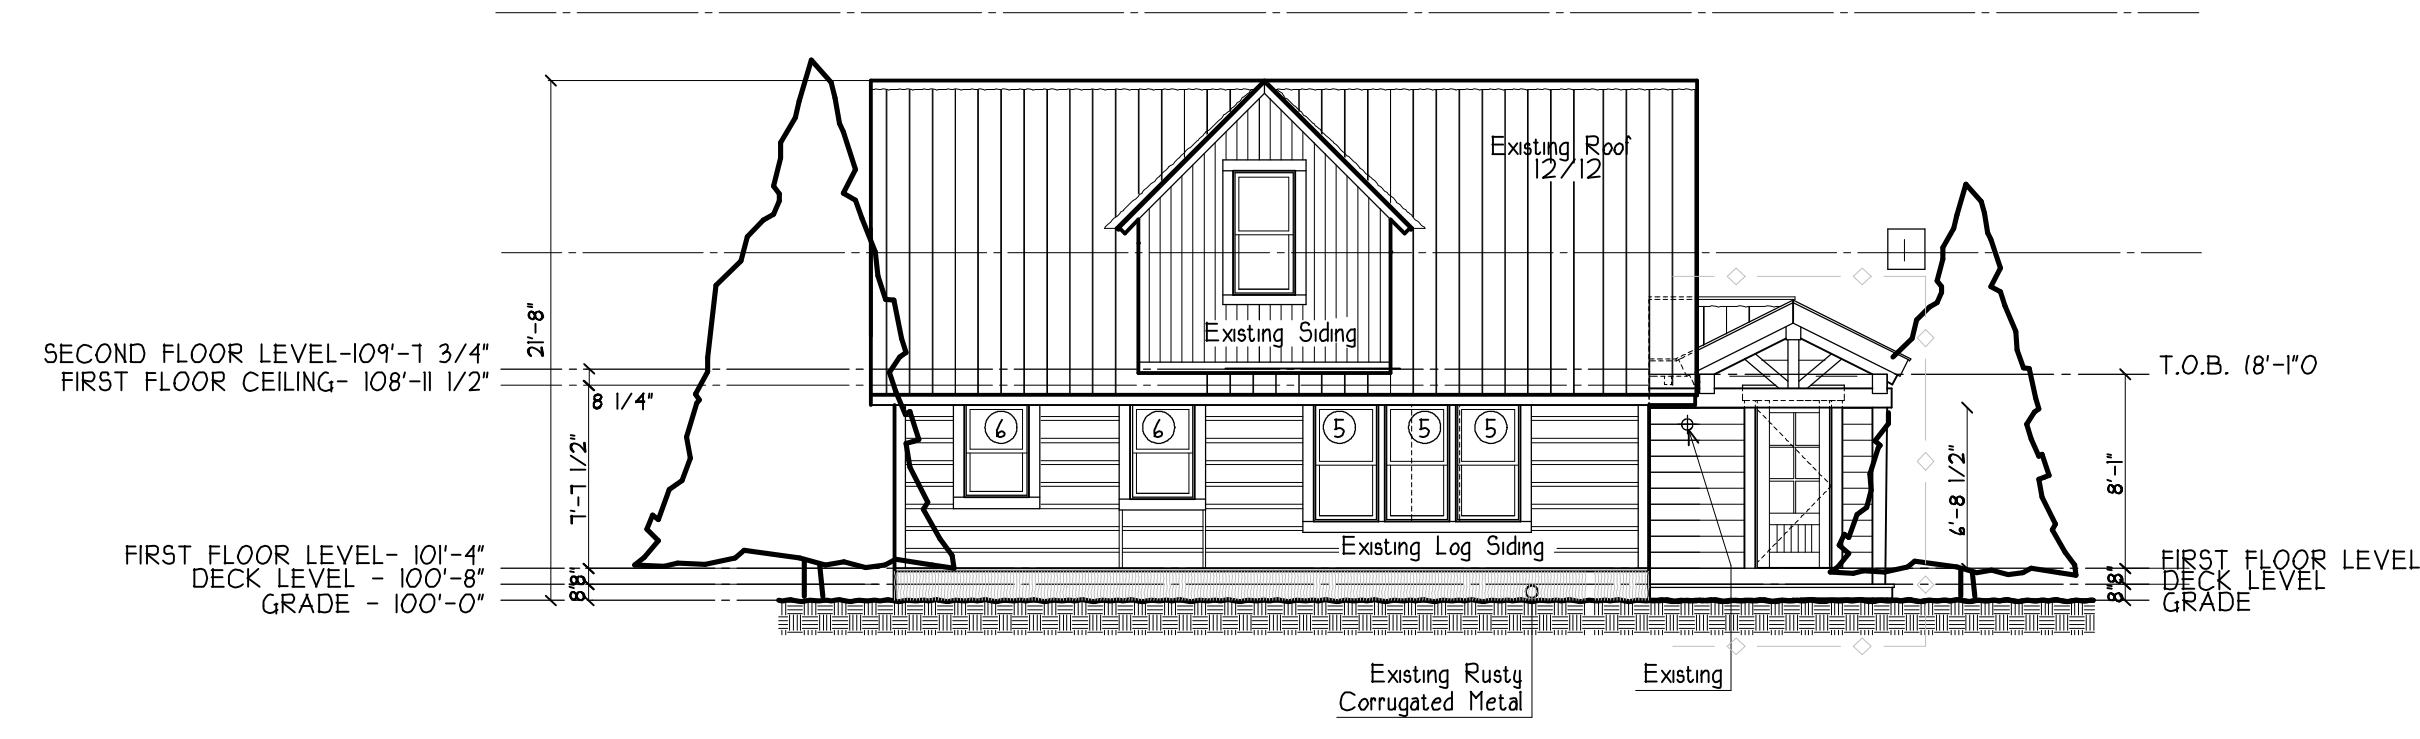 Existing Roof
12/12
21'-8"
Existing Siding
SECOND FLOOR LEVEL-109'-7 3/4"
FIRST FLOOR CEILING- 108'-11 1/2"
T.O.B. 18'-1"0
8 1/4"
6
6
5
5
5
7'-7 1/2"
6'-8 1/2"
8'-1"
Existing Log Siding
FIRST FLOOR LEVEL- 101'-4"
FIRST FLOOR LEVEL
DECK LEVEL - 100'-8"
8"
8"
8"
8"
DECK LEVEL
GRADE - 100'-0"
GRADE
Existing Rusty
Corrugated Metal
Existing